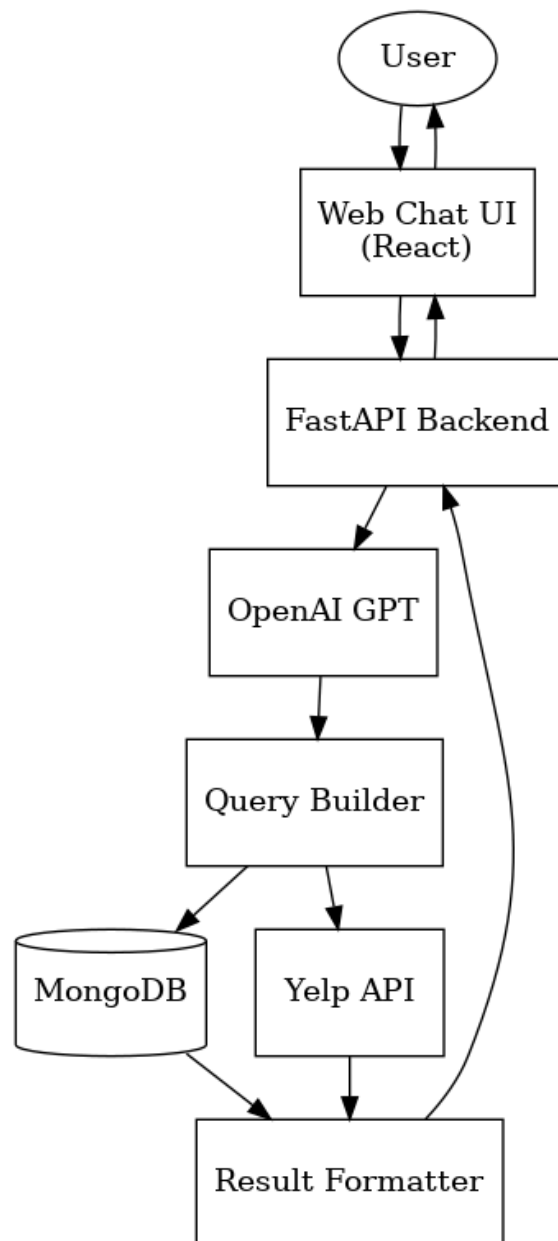 User
Web Chat UI
(React)
FastAPI Backend
OpenAI GPT
Query Builder
MongoDB
Yelp API
Result Formatter